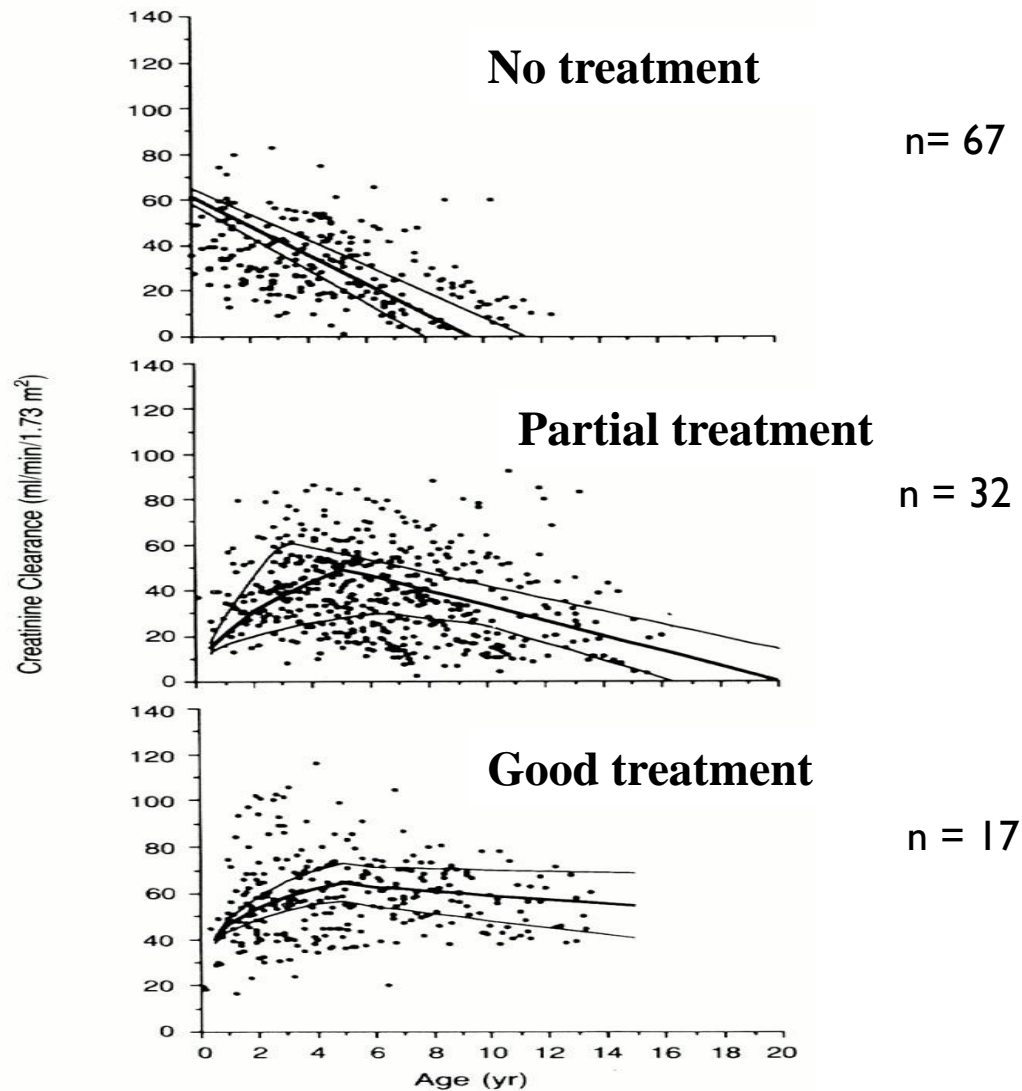 140
120
100
80
60
40
20
0
No treatment
n= 67
Creatinine Clearance (ml/min/1.73 m²)
140
120
100
80
60
40
20
0
Partial treatment
n = 32
140
120
100
80
60
40
20
0
Good treatment
n = 17
0 2 4 6 8 10 12 14 16 18 20
Age (yr)